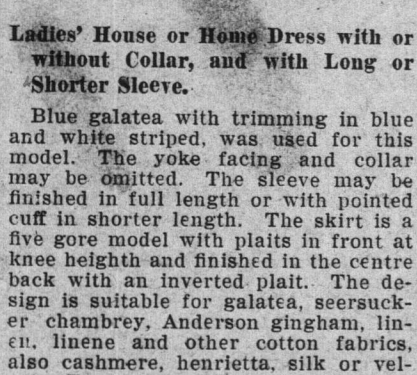 Ladies' House or Home Dress with or
without Collar, and with Long or
Shorter Sleeve.
Blue galatea with trimming in blue
and white striped, was used for this
model. The yoke facing and collar
may be omitted. The sleeve may be
finished in full length or with pointed
cuff in shorter length. The skirt is a
five gore model with plaits in front at
knee heighth and finished in the centre
back with an inverted plait. The de-
sign is suitable for galatea, seersuck-
er chambrey, Anderson gingham, lin-
en, linene and other cotton fabrics,
also cashmere, henrietta, silk or vel-